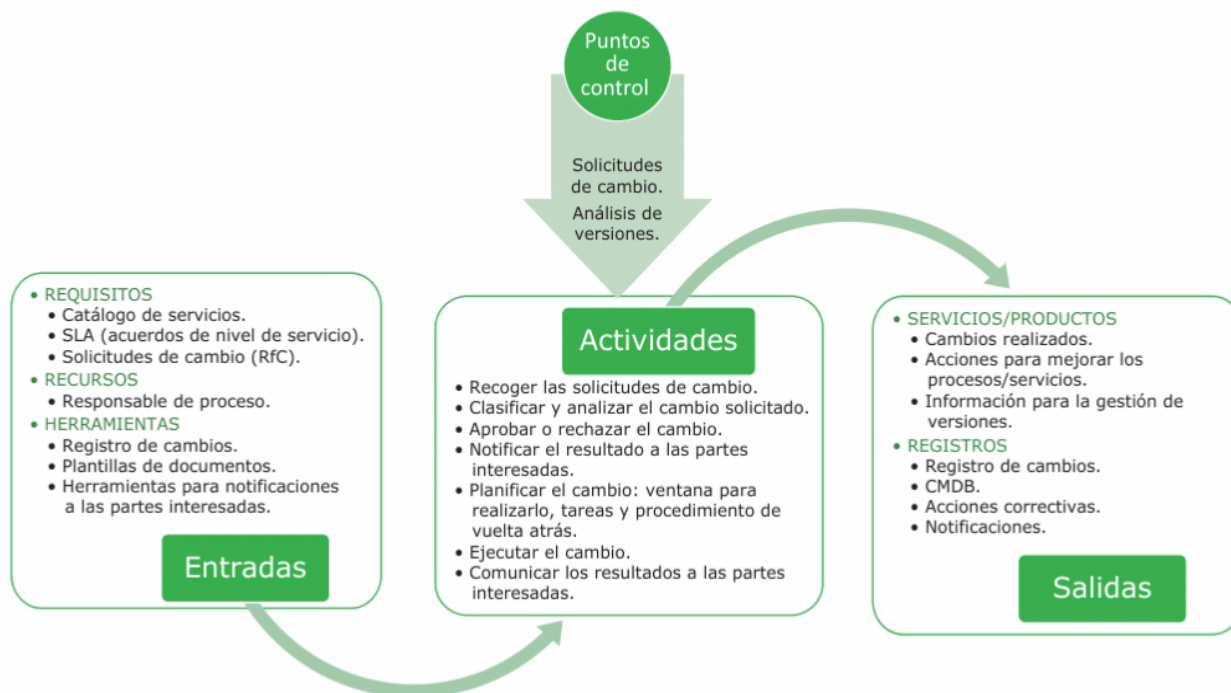 Puntos
de
control
Solicitudes
de cambio.
Análisis de
versiones.
• REQUISITOS
• Catálogo de servicios.
• SLA (acuerdos de nivel de servicio).
• Solicitudes de cambio (RfC).
• RECURSOS
• Responsable de proceso.
• HERRAMIENTAS
• Registro de cambios.
• Plantillas de documentos.
• Herramientas para notificaciones
a las partes interesadas.
Entradas
Actividades
• Recoger las solicitudes de cambio.
• Clasificar y analizar el cambio solicitado.
• Aprobar o rechazar el cambio.
• Notificar el resultado a las partes
interesadas.
• Planificar el cambio: ventana para
realizarlo, tareas y procedimiento de
vuelta atrás.
• Ejecutar el cambio.
• Comunicar los resultados a las partes
interesadas.
• SERVICIOS/PRODUCTOS
• Cambios realizados.
• Acciones para mejorar los
procesos/servicios.
• Información para la gestión de
versiones.
• REGISTROS
• Registro de cambios.
• CMDB.
• Acciones correctivas.
• Notificaciones.
Salidas